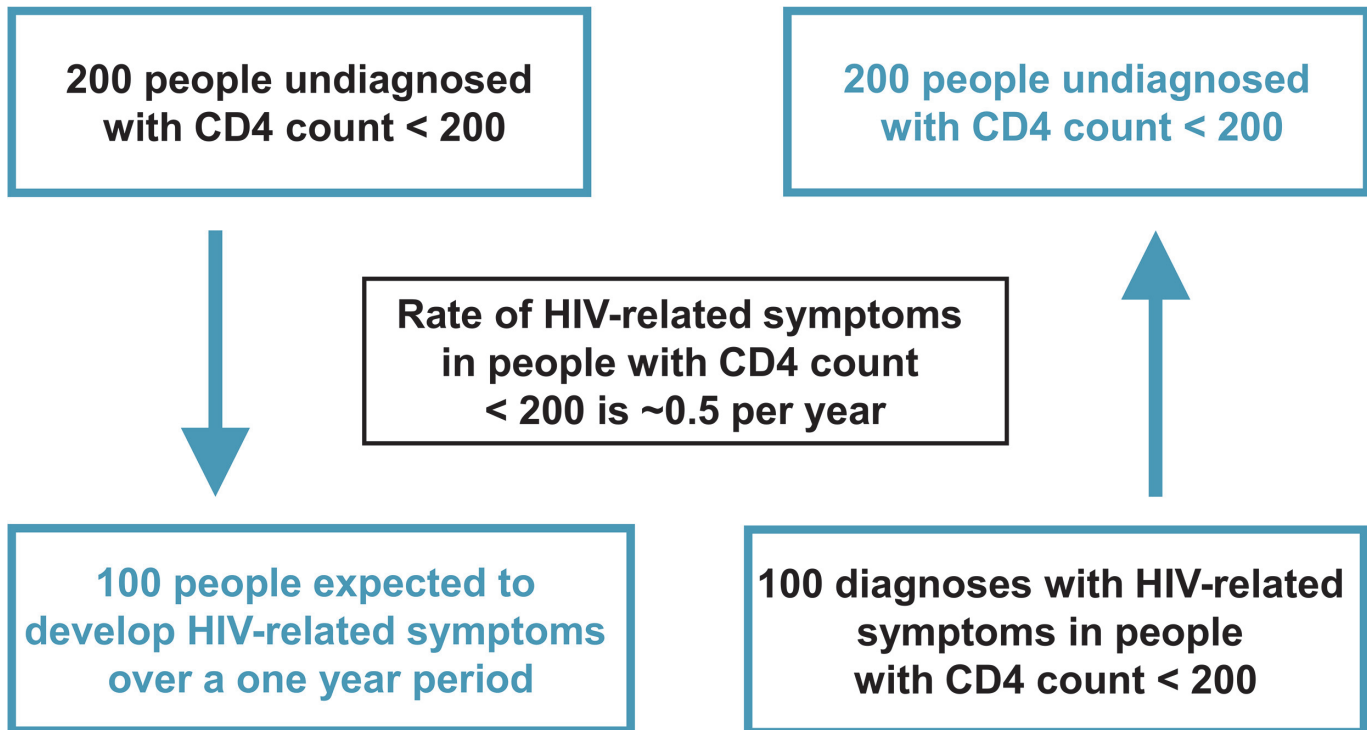 200 people undiagnosed
with CD4 count < 200
200 people undiagnosed
with CD4 count < 200
Rate of HIV-related symptoms
in people with CD4 count
< 200 is ~0.5 per year
100 people expected to
develop HIV-related symptoms
over a one year period
100 diagnoses with HIV-related
symptoms in people
with CD4 count < 200